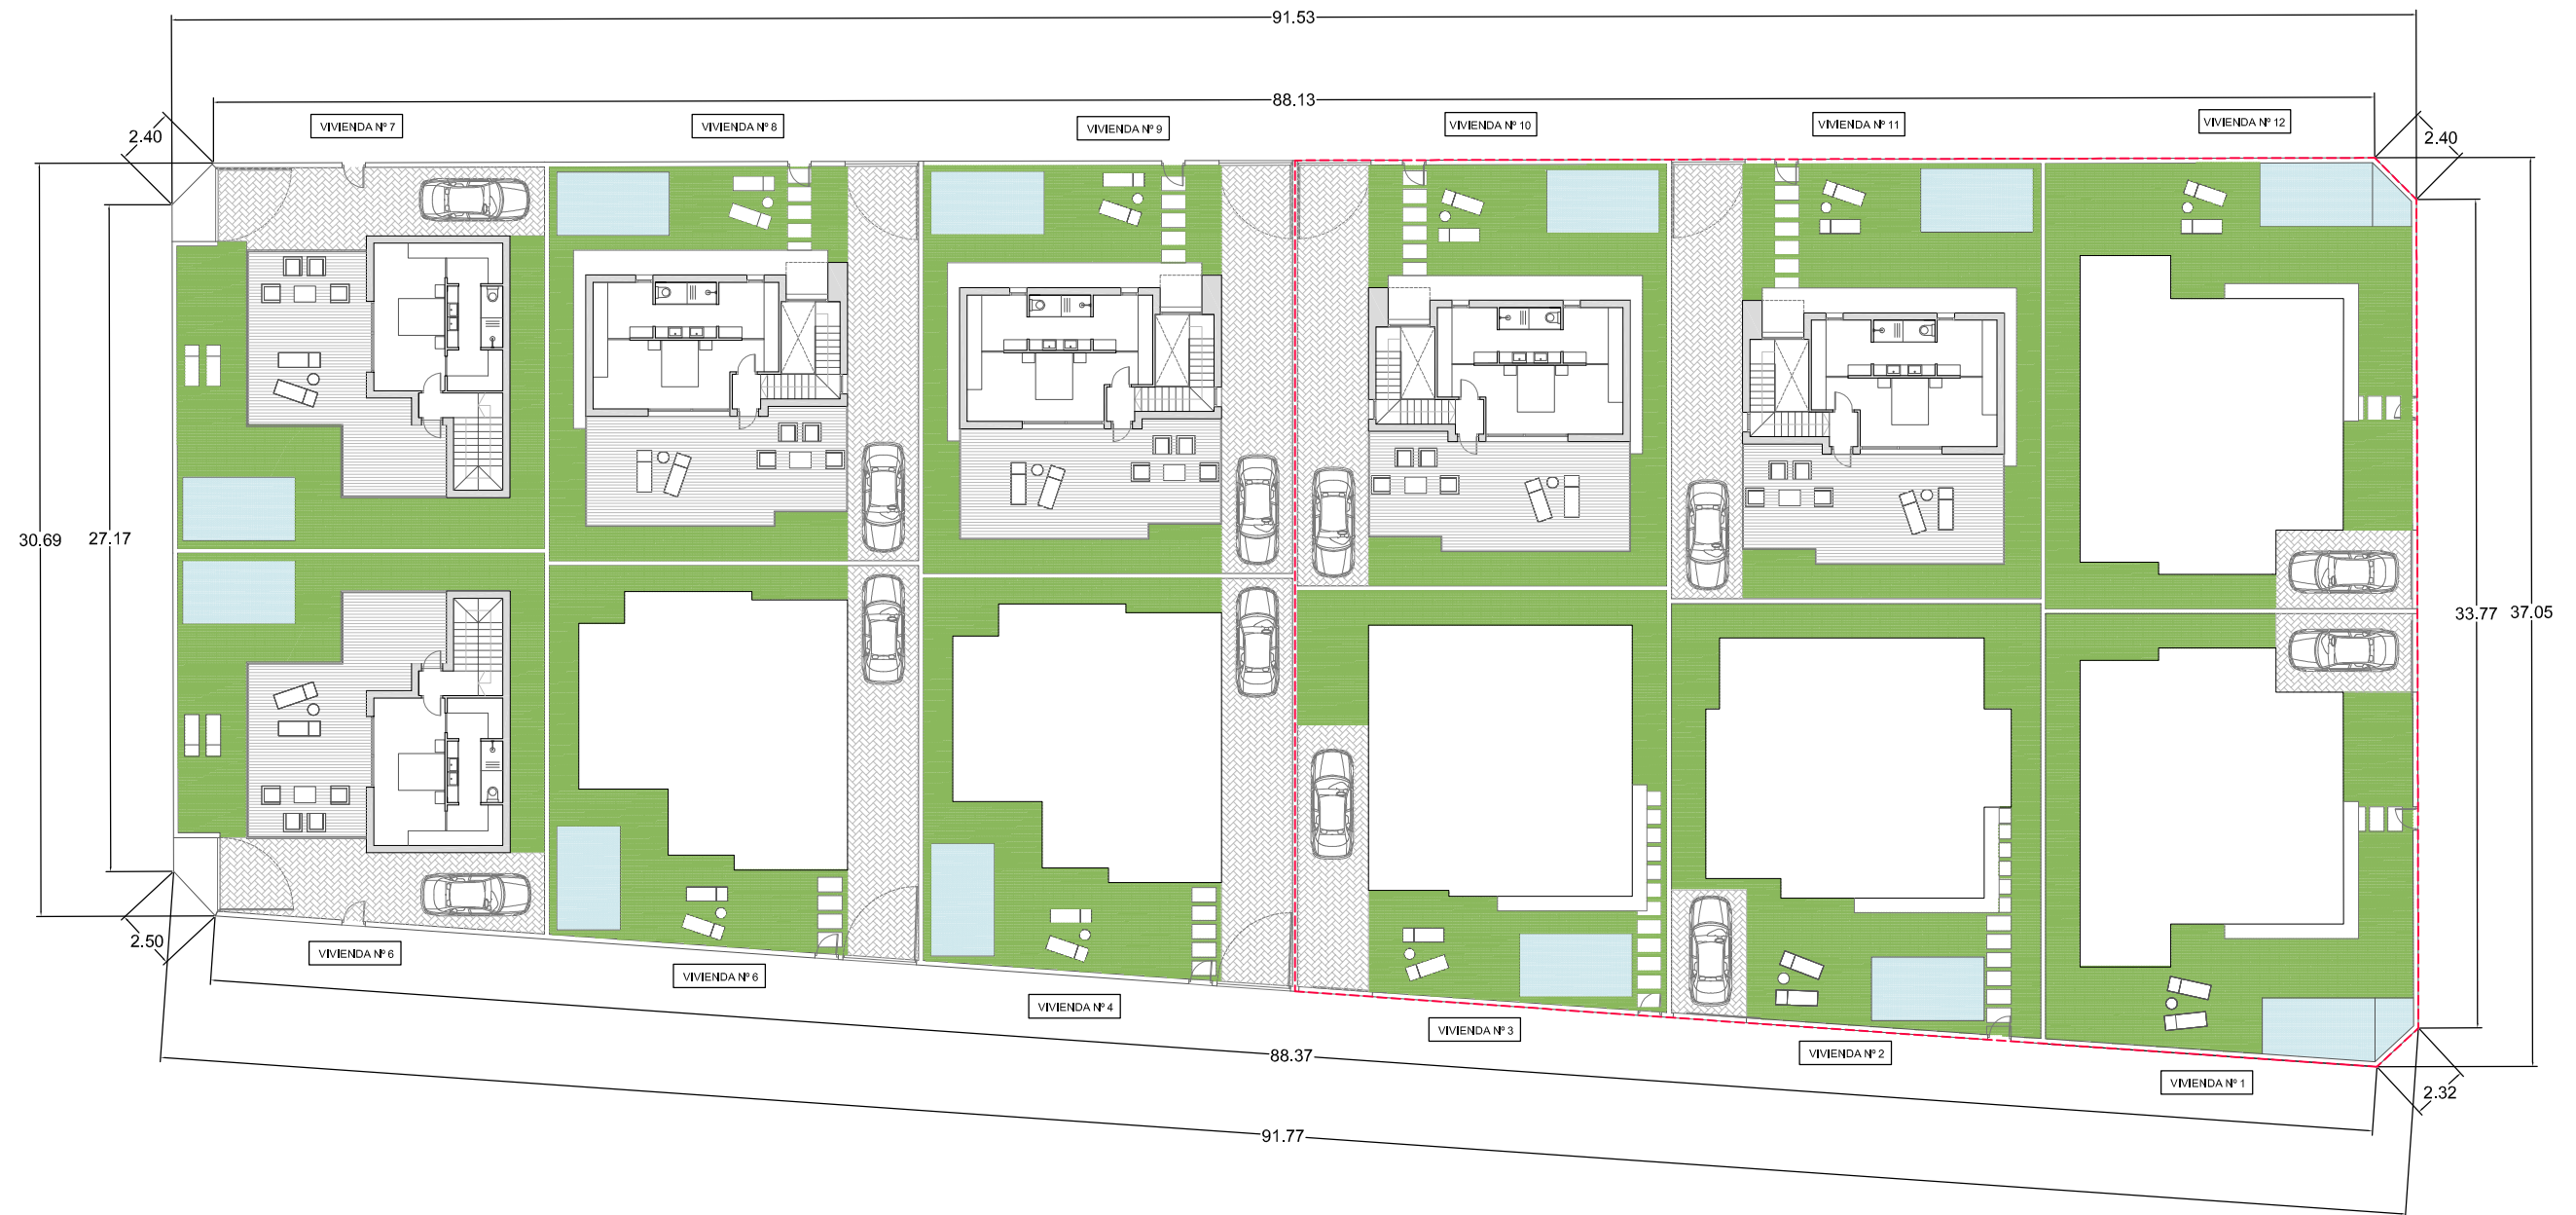 91.53
88.13
VIVIENDA Nº 7
VIVIENDA Nº 8
VIVIENDA Nº 9
VIVIENDA Nº 10
VIVIENDA Nº 11
VIVIENDA Nº 12
2.40
2.40
30.69
27.17
33.77
37.05
2.50
VIVIENDA Nº 6
VIVIENDA Nº 6
VIVIENDA Nº 4
VIVIENDA Nº 3
VIVIENDA Nº 2
VIVIENDA Nº 1
2.32
88.37
91.77